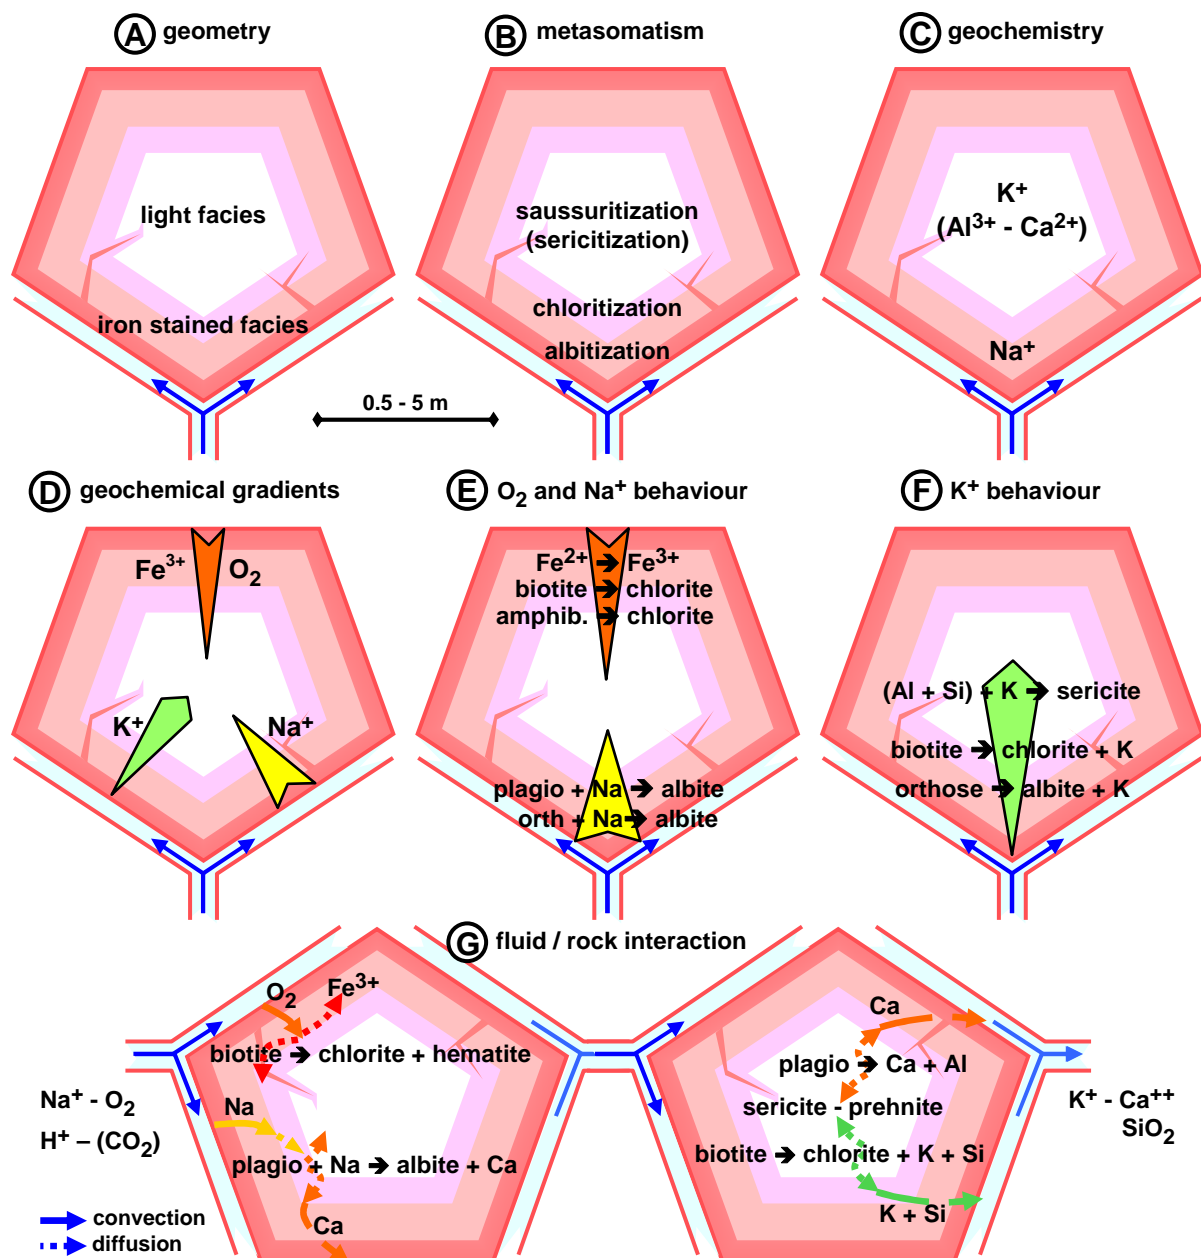 A geometry
B metasomatism
C geochemistry
light facies
iron stained facies
saussuritization
(sericitization)
chloritization
albitization
K+
(Al3+ - Ca2+)
Na+
0.5 - 5 m
D geochemical gradients
E O2 and Na+ behaviour
F K+ behaviour
Fe3+ O2
K+
Na+
Fe2+ ➔ Fe3+
biotite ➔ chlorite
amphib. ➔ chlorite
plagio + Na ➔ albite
orth + Na ➔ albite
(Al + Si) + K ➔ sericite
biotite ➔ chlorite + K
orthose ➔ albite + K
G fluid / rock interaction
O2 Fe3+
biotite ➔ chlorite + hematite
Na+ - O2
H+ – (CO2)
Na
plagio + Na ➔ albite + Ca
Ca
Ca
plagio ➔ Ca + Al
sericite - prehnite
biotite ➔ chlorite + K + Si
K + Si
K+ - Ca++
SiO2
convection
diffusion